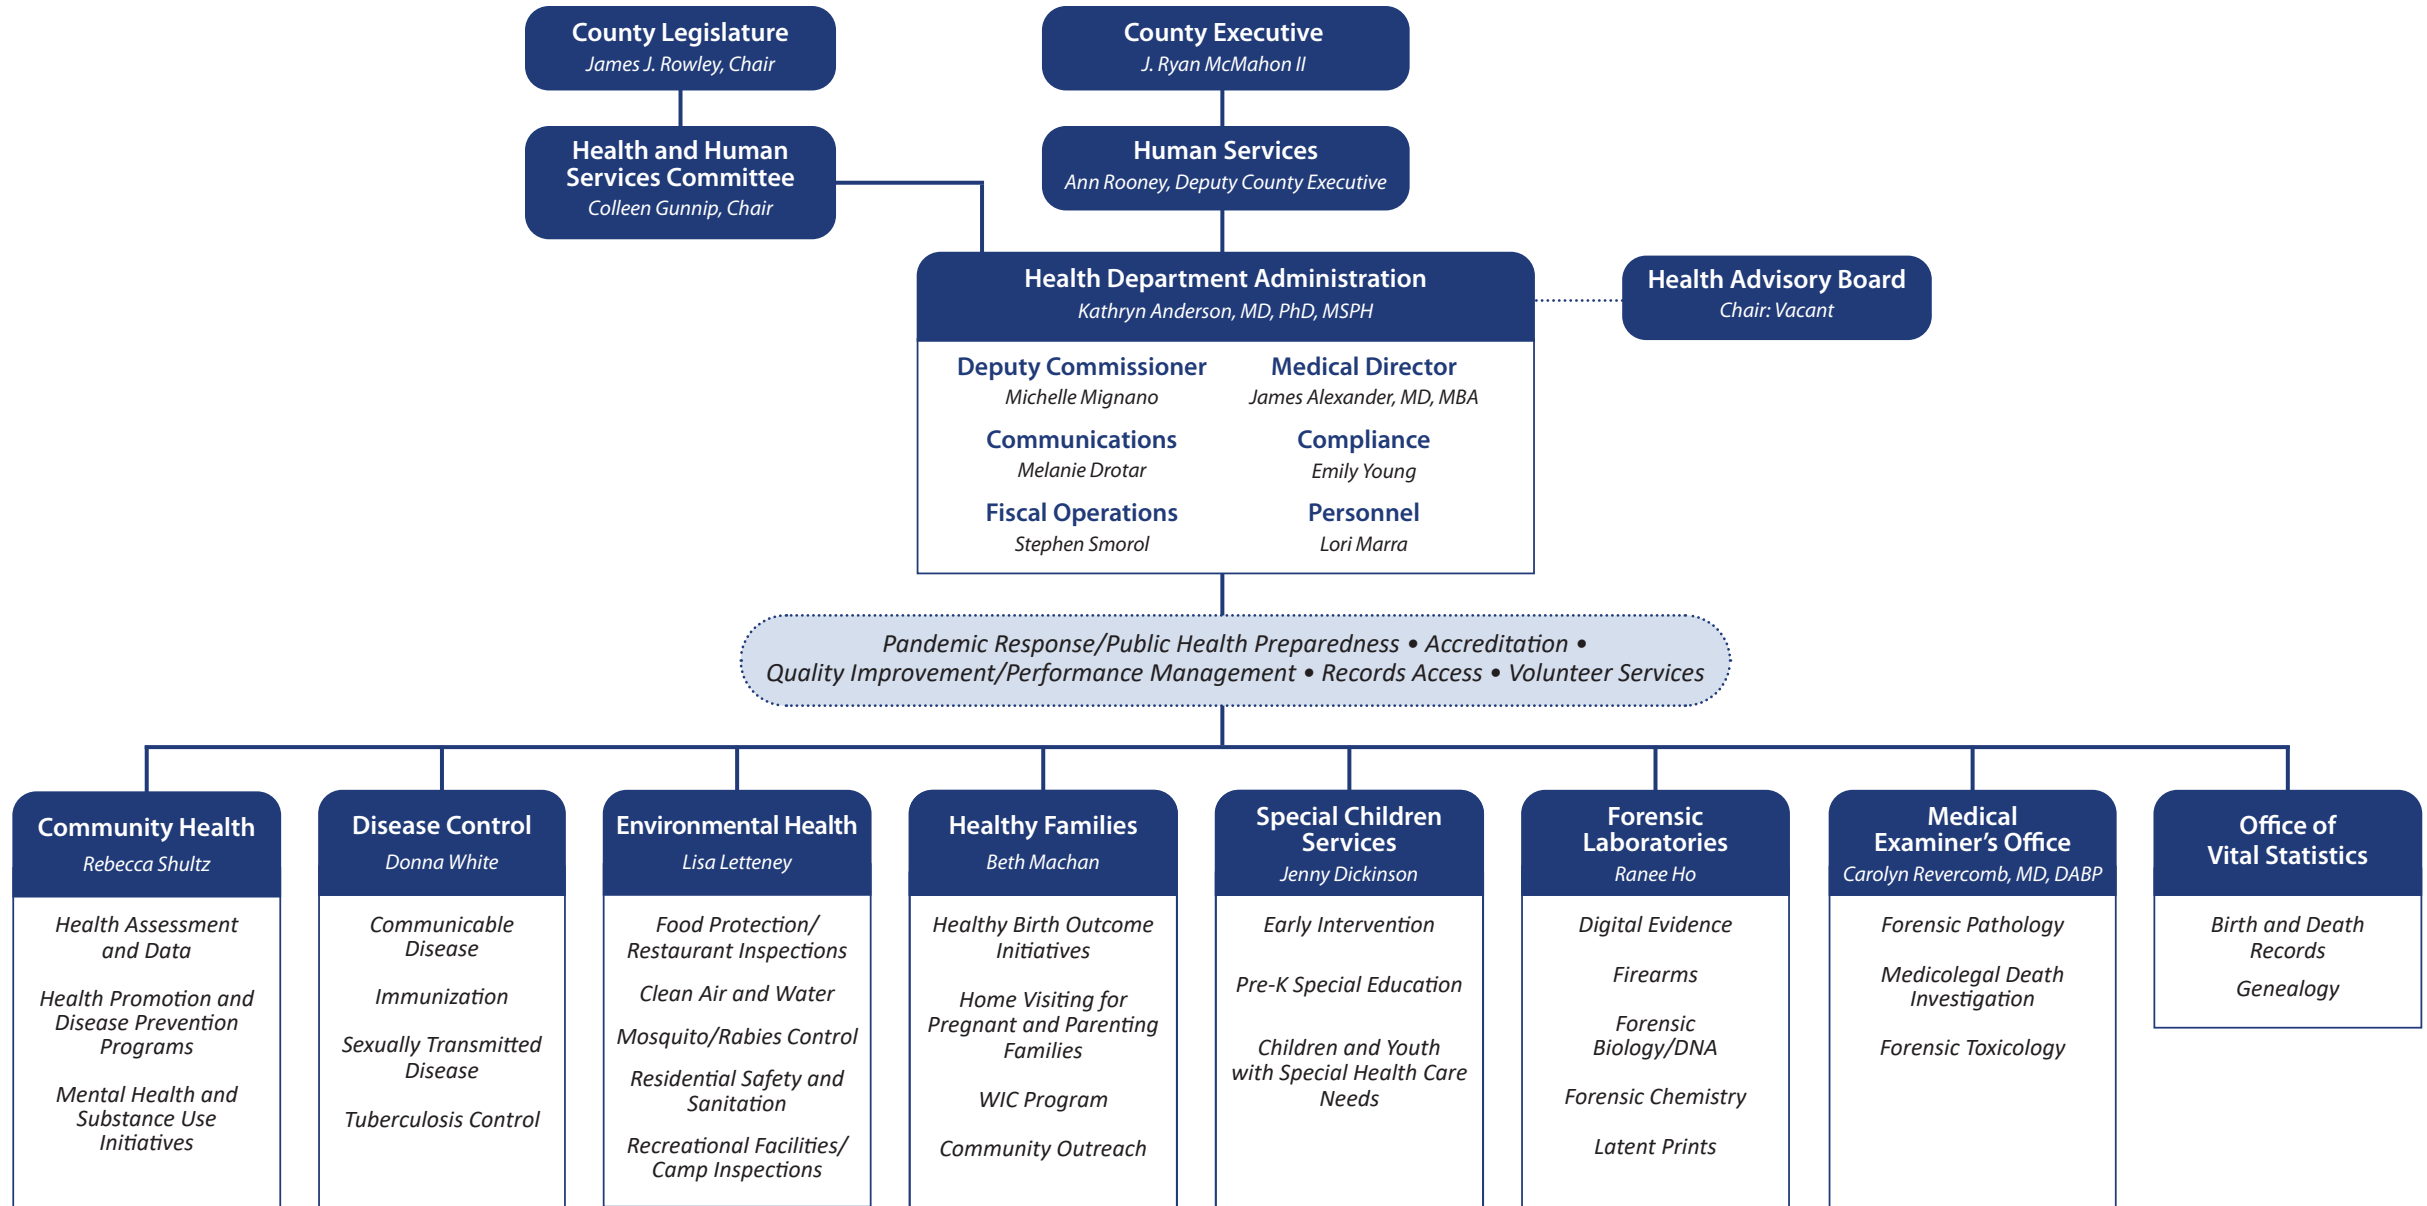 County Legislature
James J. Rowley, Chair
County Executive
J. Ryan McMahon II
Health and Human
Services Committee
Colleen Gunnip, Chair
Human Services
Ann Rooney, Deputy County Executive
Health Department Administration
Kathryn Anderson, MD, PhD, MSPH
Health Advisory Board
Chair: Vacant
Deputy Commissioner
Michelle Mignano
Medical Director
James Alexander, MD, MBA
Communications
Melanie Drotar
Compliance
Emily Young
Fiscal Operations
Stephen Smorol
Personnel
Lori Marra
Pandemic Response/Public Health Preparedness • Accreditation •
Quality Improvement/Performance Management • Records Access • Volunteer Services
Community Health
Rebecca Shultz
Health Assessment
and Data
Health Promotion and
Disease Prevention
Programs
Mental Health and
Substance Use
Initiatives
Disease Control
Donna White
Communicable
Disease
Immunization
Sexually Transmitted
Disease
Tuberculosis Control
Environmental Health
Lisa Letteney
Food Protection/
Restaurant Inspections
Clean Air and Water
Mosquito/Rabies Control
Residential Safety and
Sanitation
Recreational Facilities/
Camp Inspections
Healthy Families
Beth Machan
Healthy Birth Outcome
Initiatives
Home Visiting for
Pregnant and Parenting
Families
WIC Program
Community Outreach
Special Children
Services
Jenny Dickinson
Early Intervention
Pre-K Special Education
Children and Youth
with Special Health Care
Needs
Forensic
Laboratories
Ranee Ho
Digital Evidence
Firearms
Forensic
Biology/DNA
Forensic Chemistry
Latent Prints
Medical
Examiner’s Office
Carolyn Revercomb, MD, DABP
Forensic Pathology
Medicolegal Death
Investigation
Forensic Toxicology
Office of
Vital Statistics
Birth and Death
Records
Genealogy